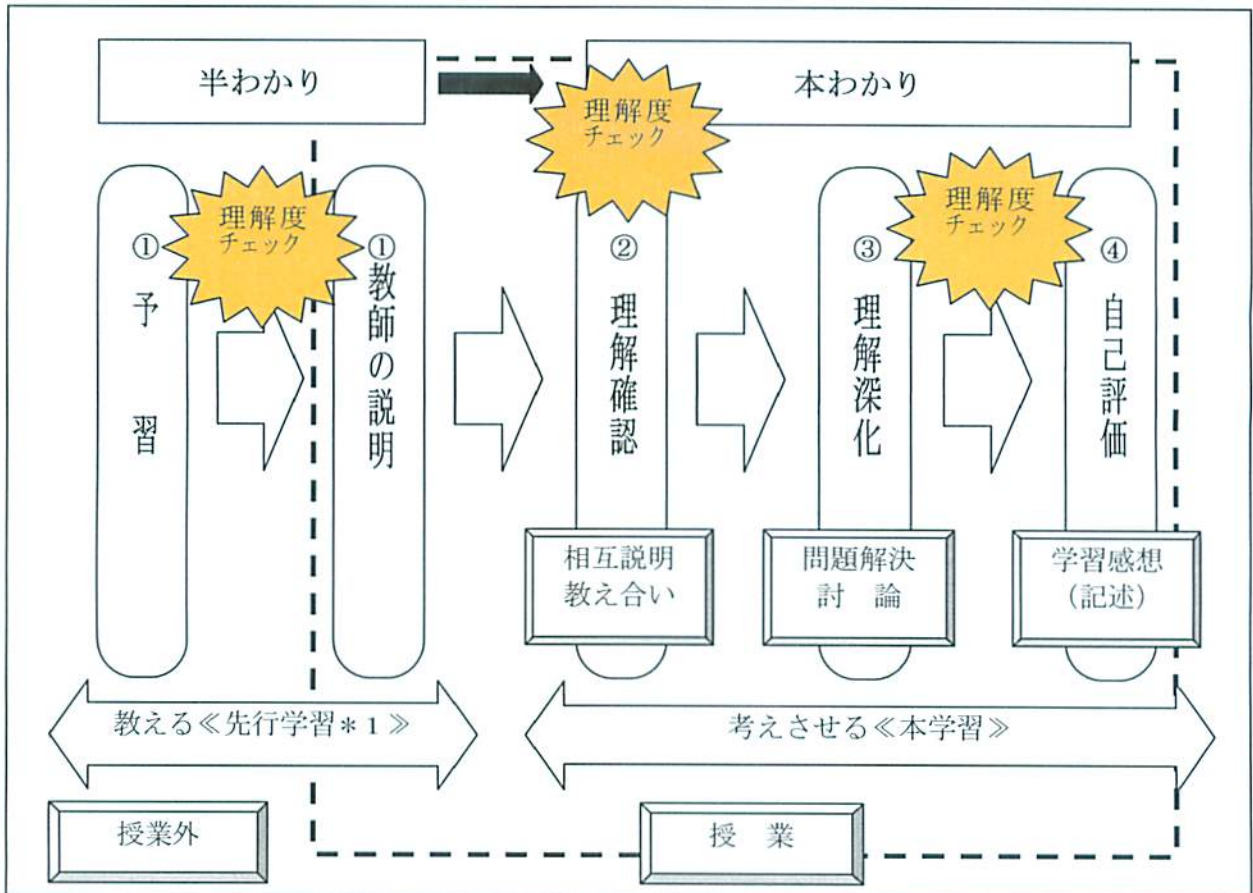 半わかり
本わかり
理解度
チェック
理解度
チェック
理解度
チェック
①予習
①教師の説明
②理解確認
③理解深化
④自己評価
相互説明
教え合い
問題解決
討　論
学習感想
(記述)
教える≪先行学習＊1≫
考えさせる≪本学習≫
授業外
授　業